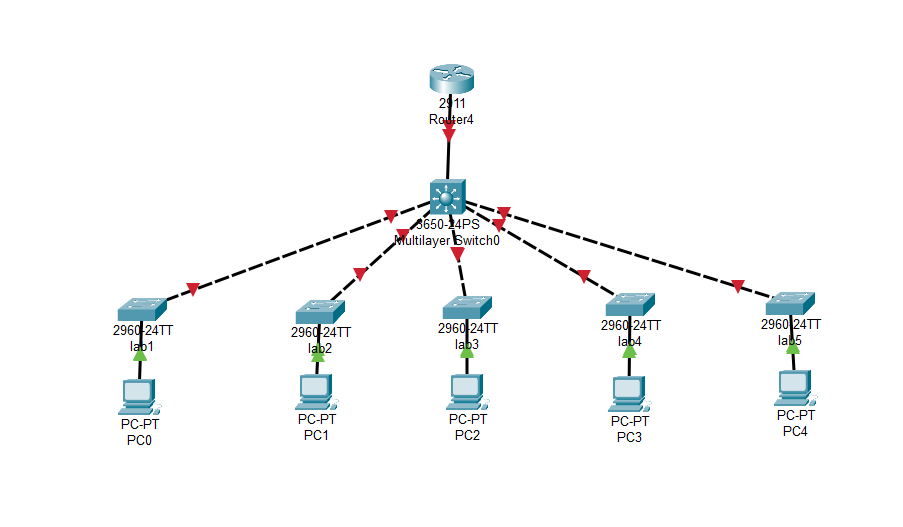 2911
Router4
3650-24PS
Multilayer Switch0
2960-24TT
lab1
2960-24TT
lab2
2960-24TT
lab3
2960-24TT
lab4
2960-24TT
lab5
PC-PT
PC0
PC-PT
PC1
PC-PT
PC2
PC-PT
PC3
PC-PT
PC4